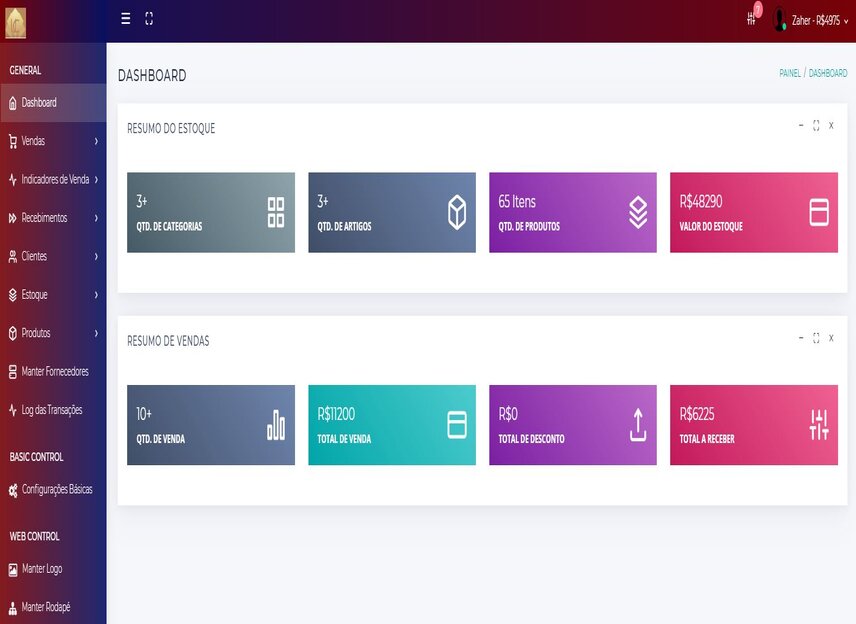 7
Zaher - R$4975
GENERAL
Dashboard
Vendas
Indicadores de Venda
Recebimentos
Clientes
Estoque
Produtos
Manter Fornecedores
Log das Transações
BASIC CONTROL
Configurações Básicas
WEB CONTROL
Manter Logo
Manter Rodapé
DASHBOARD
PAINEL / DASHBOARD
RESUMO DO ESTOQUE
3+
QTD. DE CATEGORIAS
3+
QTD. DE ARTIGOS
65 Itens
QTD. DE PRODUTOS
R$48290
VALOR DO ESTOQUE
RESUMO DE VENDAS
10+
QTD. DE VENDA
R$11200
TOTAL DE VENDA
R$0
TOTAL DE DESCONTO
R$6225
TOTAL A RECEBER